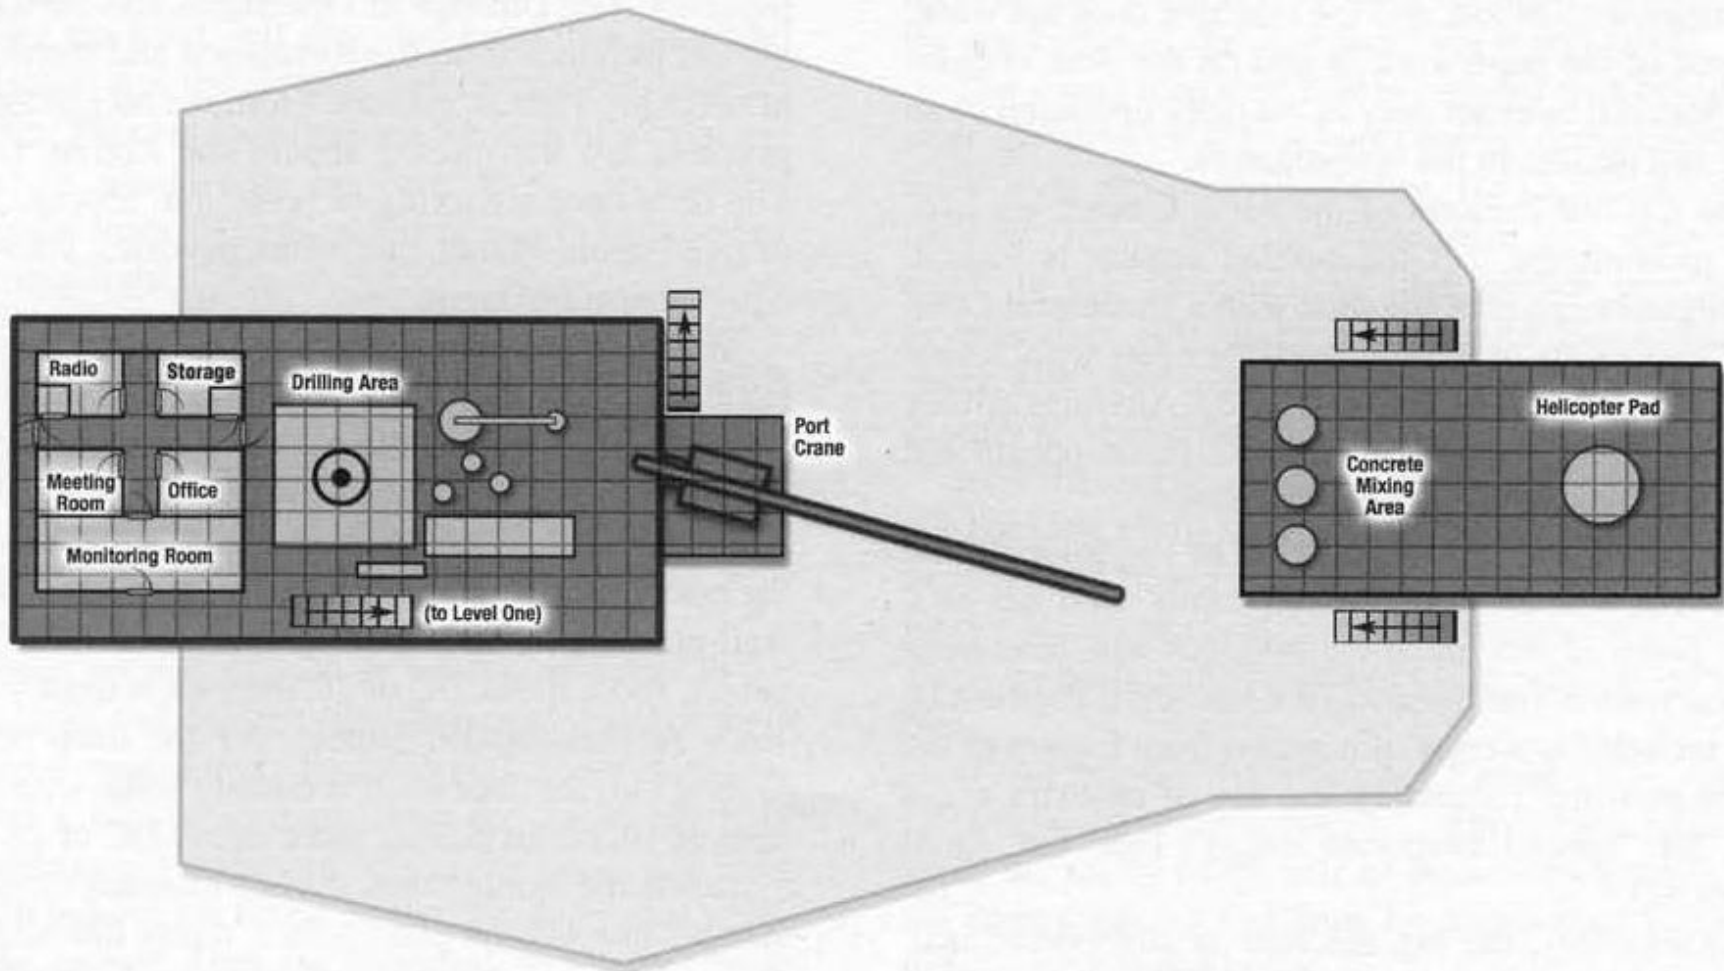 Radio
Storage
Drilling Area
Meeting
Room
Office
Monitoring Room
(to Level One)
Port
Crane
Concrete
Mixing
Area
Helicopter Pad